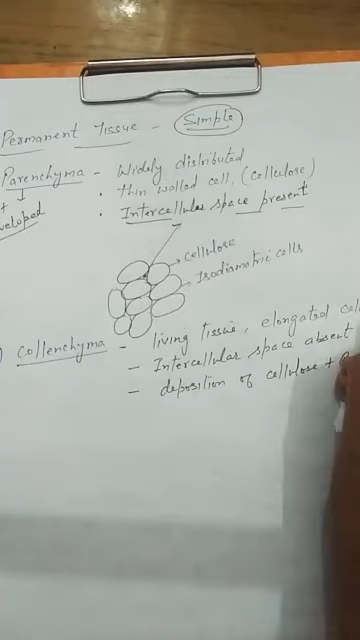 Permanent Tissue - Simple
Parenchyma - Widely distributed
. Thin walled cell, (Cellulose)
veloped
. Intercellular space present
Cellulose
Isodiametric cells
) Collenchyma - living tissue, elongated cel
- Intercellular space absent
- deposition of cellulose +